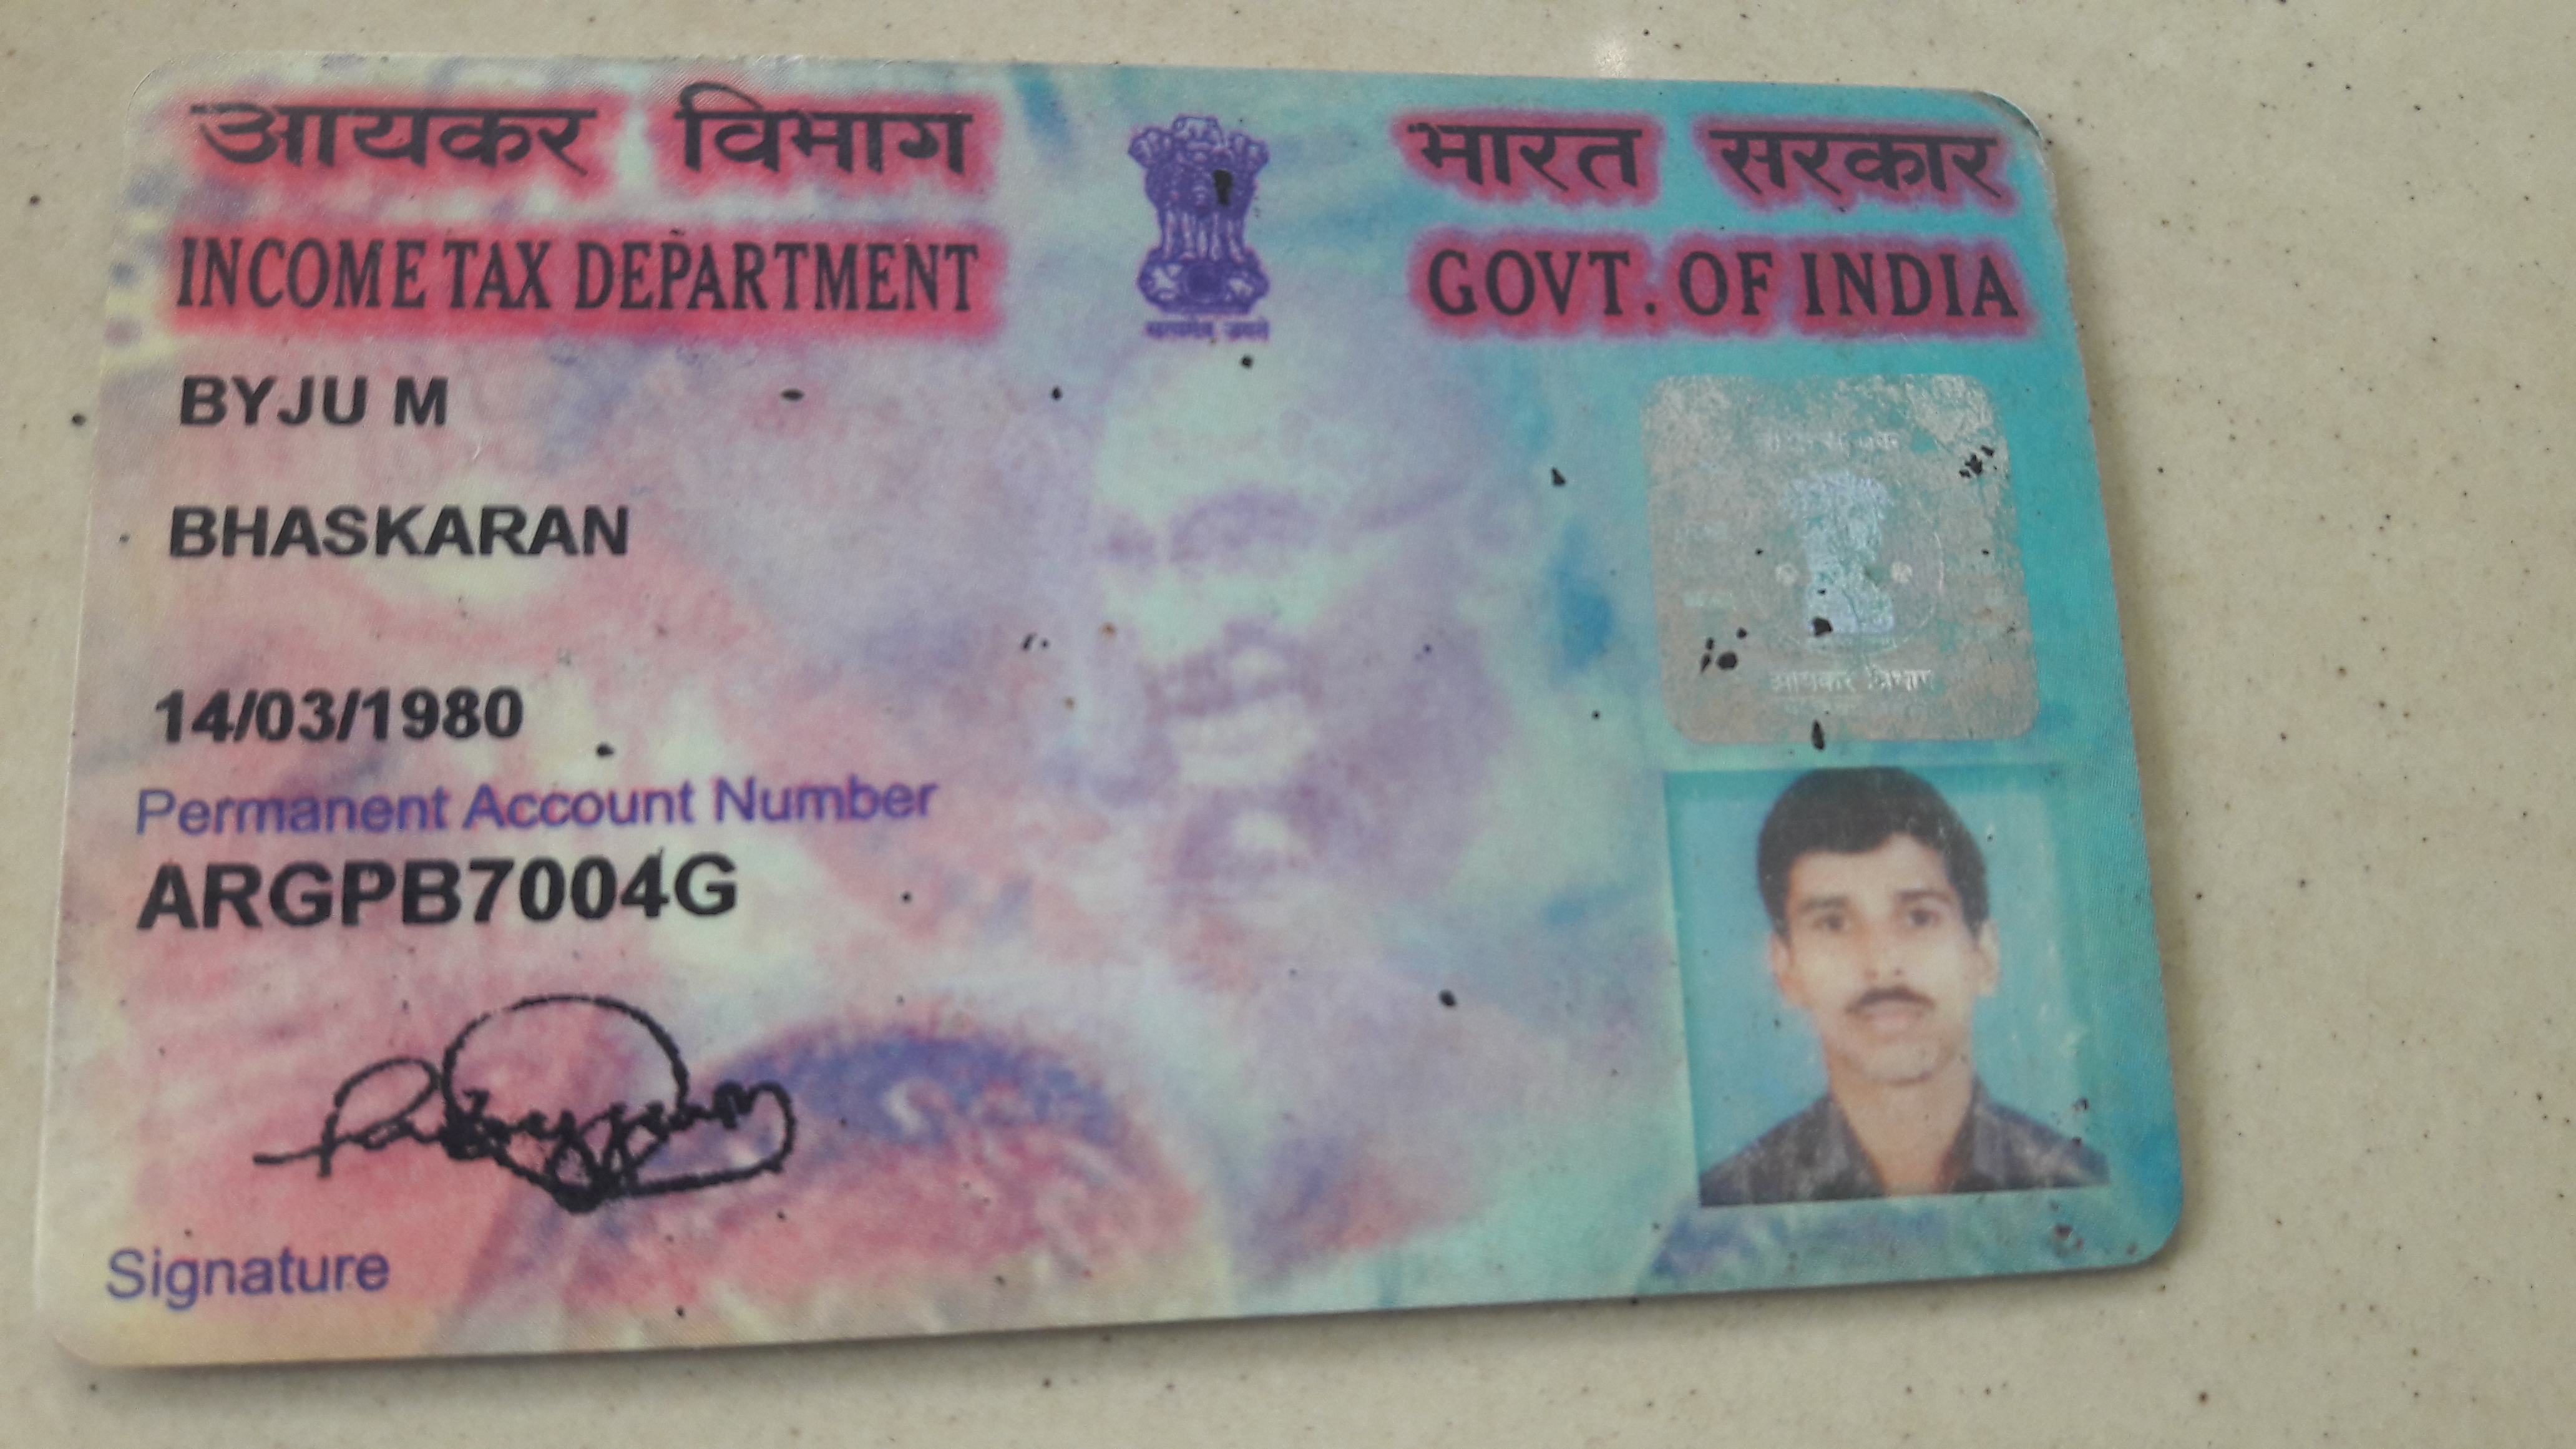 आयकर विभाग
INCOME TAX DEPARTMENT
भारत सरकार
GOVT. OF INDIA
BYJU M
BHASKARAN
14/03/1980
Permanent Account Number
ARGPB7004G
Signature